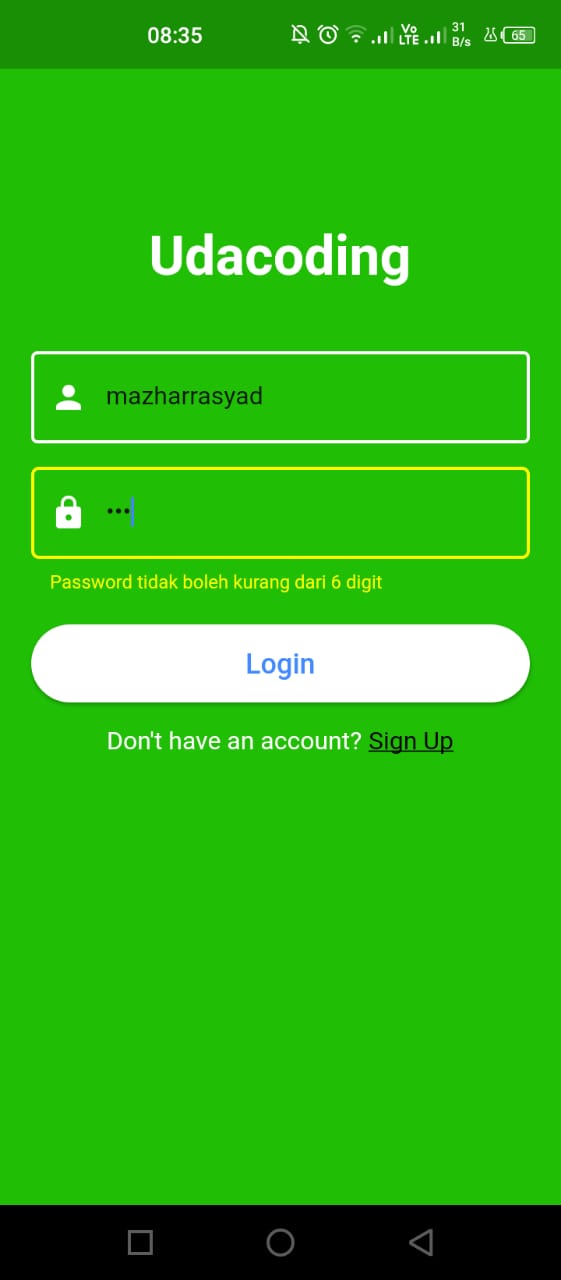 08:35 Vo LTE 31 B/s 65
Udacoding
mazharrasyad
•••
Password tidak boleh kurang dari 6 digit
Login
Don't have an account? Sign Up